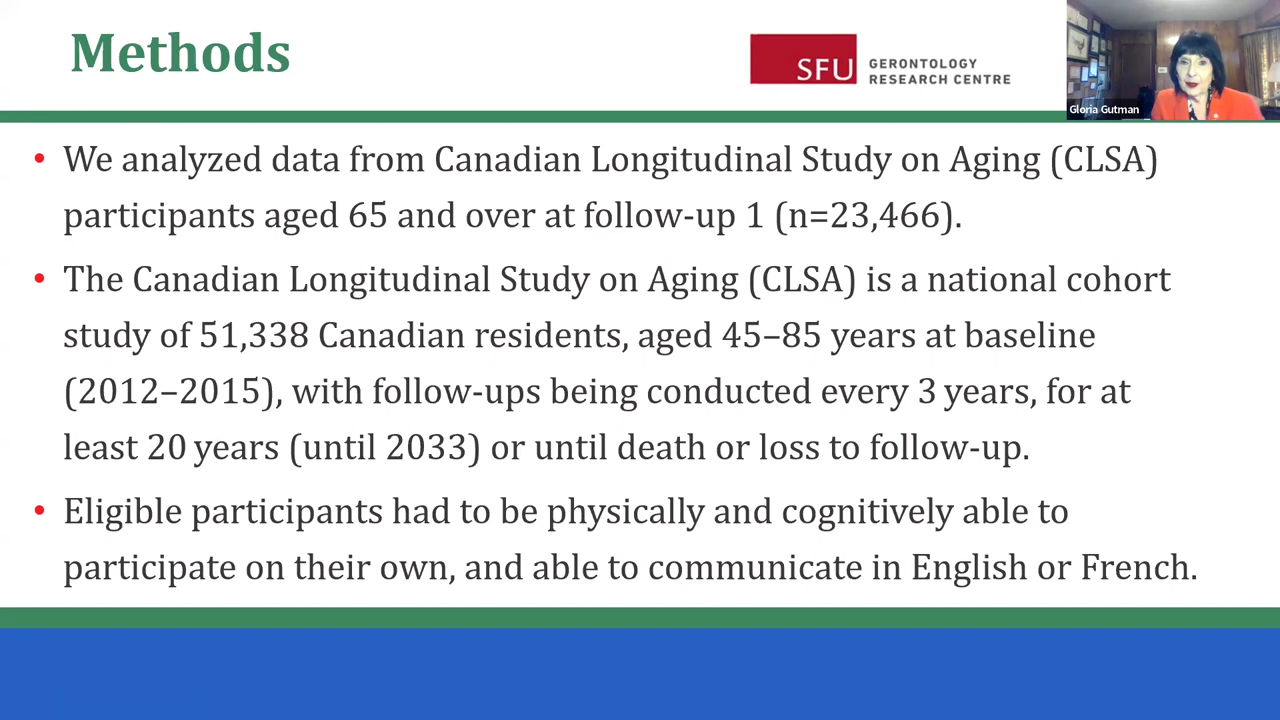 Methods
SFU GERONTOLOGY
RESEARCH CENTRE
Gloria Gutman
• We analyzed data from Canadian Longitudinal Study on Aging (CLSA)
participants aged 65 and over at follow-up 1 (n=23,466).
• The Canadian Longitudinal Study on Aging (CLSA) is a national cohort
study of 51,338 Canadian residents, aged 45–85 years at baseline
(2012–2015), with follow-ups being conducted every 3 years, for at
least 20 years (until 2033) or until death or loss to follow-up.
• Eligible participants had to be physically and cognitively able to
participate on their own, and able to communicate in English or French.